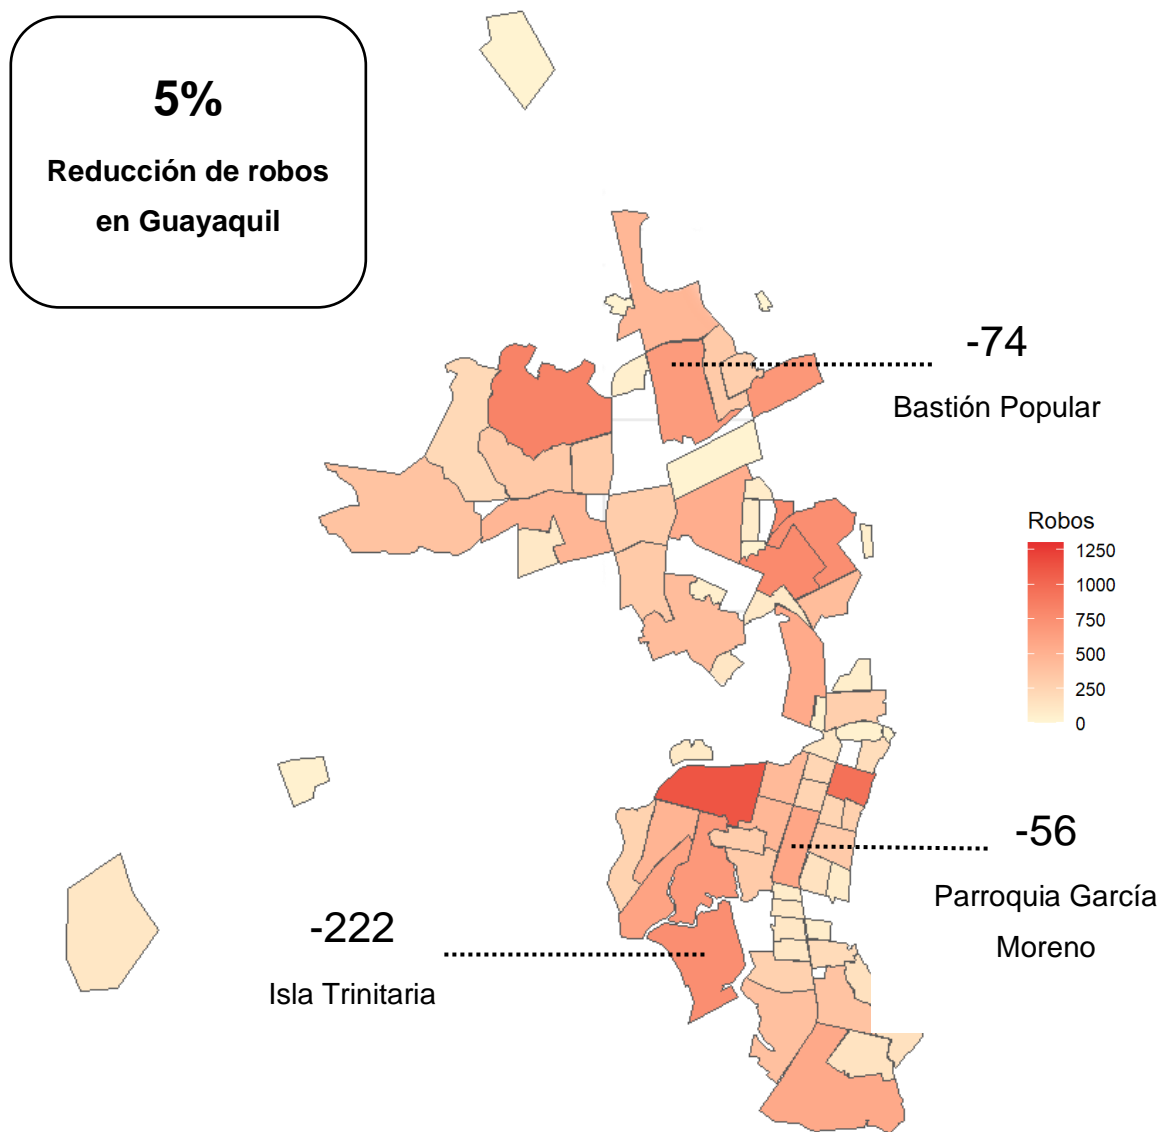 5%
Reducción de robos
en Guayaquil
-74
Bastión Popular
Robos
1250
1000
750
500
250
0
-56
Parroquia García
Moreno
-222
Isla Trinitaria